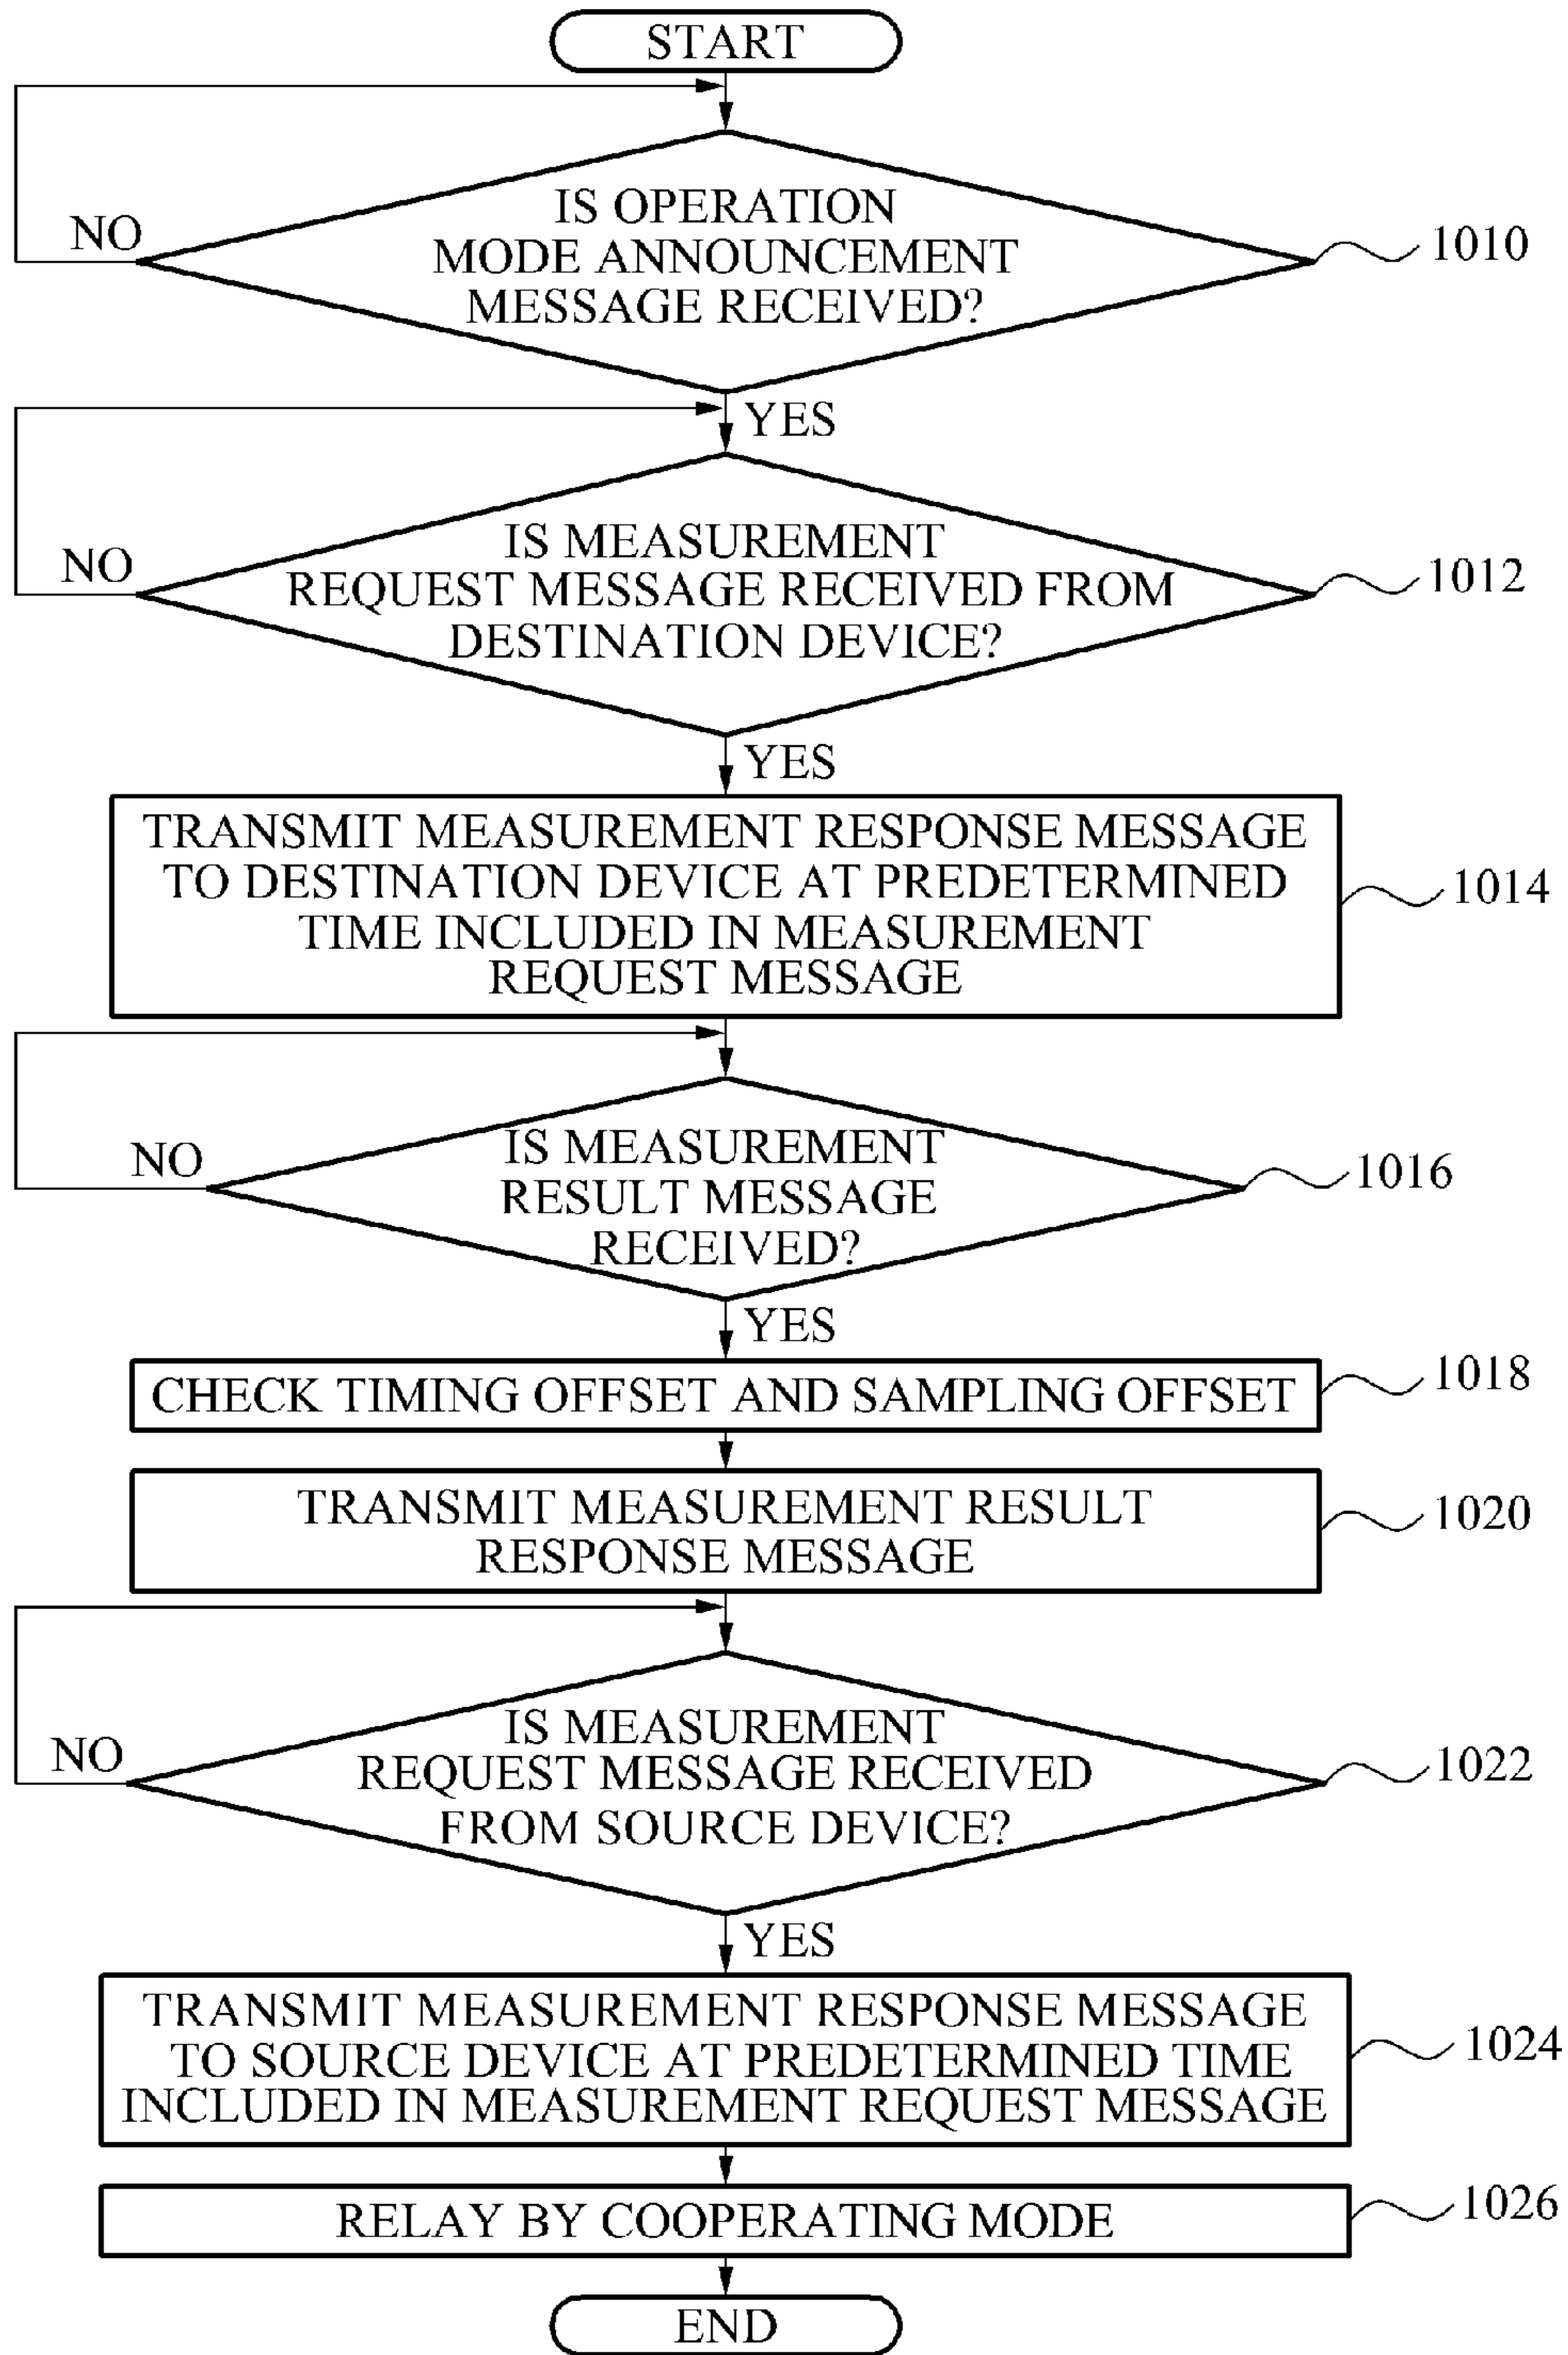 START
IS OPERATION
MODE ANNOUNCEMENT
MESSAGE RECEIVED?
NO
1010
YES
IS MEASUREMENT
REQUEST MESSAGE RECEIVED FROM
DESTINATION DEVICE?
NO
1012
YES
TRANSMIT MEASUREMENT RESPONSE MESSAGE
TO DESTINATION DEVICE AT PREDETERMINED
TIME INCLUDED IN MEASUREMENT
REQUEST MESSAGE
1014
IS MEASUREMENT
RESULT MESSAGE
RECEIVED?
NO
1016
YES
CHECK TIMING OFFSET AND SAMPLING OFFSET
1018
TRANSMIT MEASUREMENT RESULT
RESPONSE MESSAGE
1020
IS MEASUREMENT
REQUEST MESSAGE RECEIVED
FROM SOURCE DEVICE?
NO
1022
YES
TRANSMIT MEASUREMENT RESPONSE MESSAGE
TO SOURCE DEVICE AT PREDETERMINED TIME
INCLUDED IN MEASUREMENT REQUEST MESSAGE
1024
RELAY BY COOPERATING MODE
1026
END